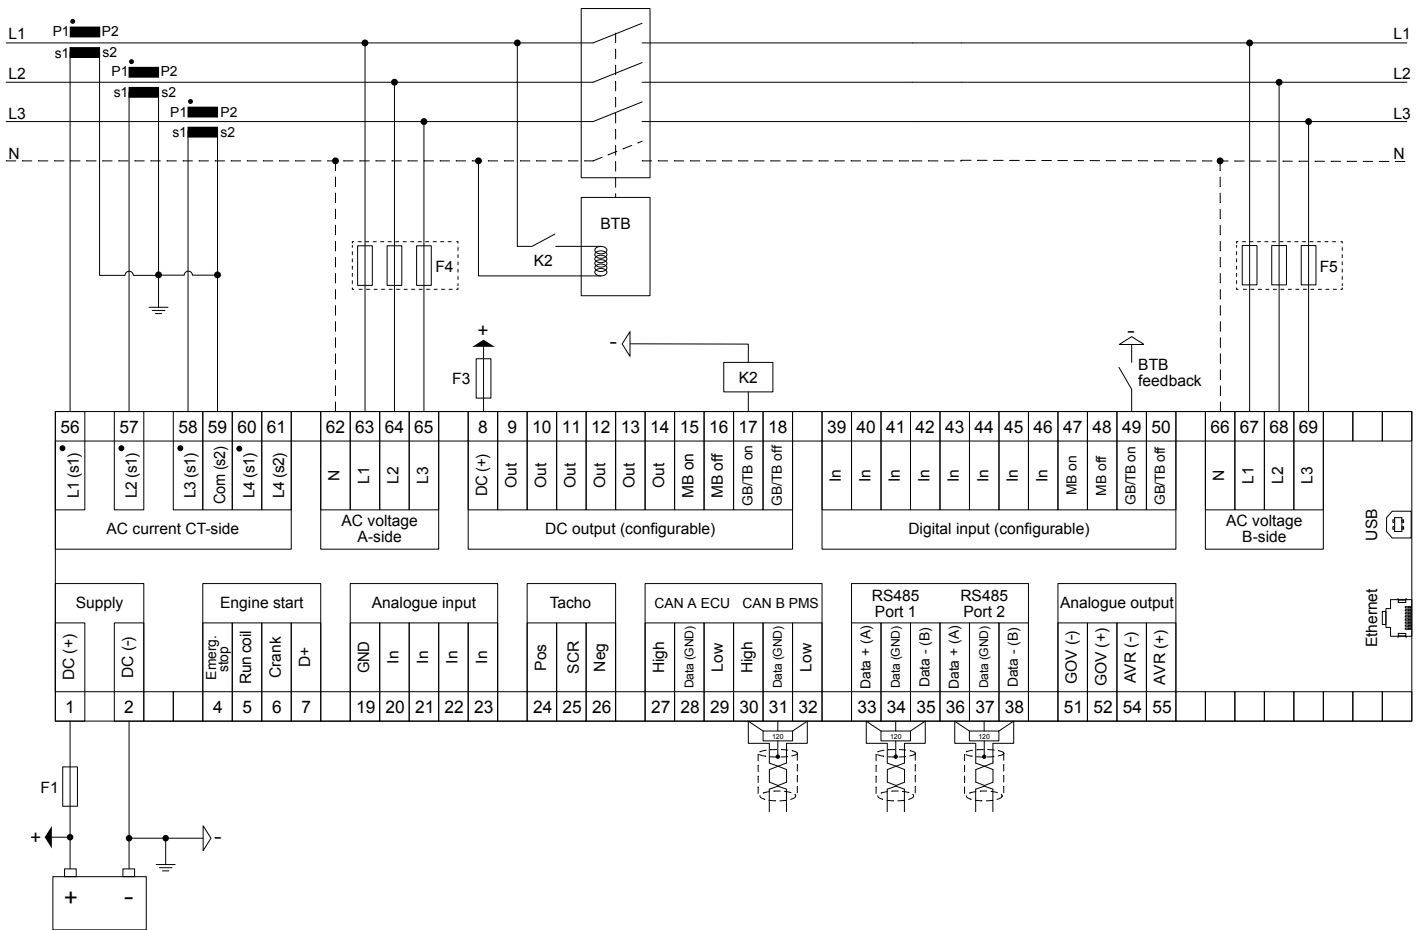 P1 P2
L1 L1
s1 s2
P1 P2
L2 L2
s1 s2
P1 P2
L3 L3
s1 s2
N N
BTB
K2
F4 F5
+ - -
F3 K2 BTB
feedback
56 57 58 59 60 61 62 63 64 65 8 9 10 11 12 13 14 15 16 17 18 39 40 41 42 43 44 45 46 47 48 49 50 66 67 68 69
L1 (s1) L2 (s1) L3 (s1) Com (s2) L4 (s1) L4 (s2) N L1 L2 L3 DC (+) Out Out Out Out Out Out MB on MB off GB/TB on GB/TB off In In In In In In In In MB on MB off GB/TB on GB/TB off N L1 L2 L3
AC current CT-side
AC voltage
A-side
DC output (configurable)
Digital input (configurable)
AC voltage
B-side
USB
Ethernet
Supply Engine start Analogue input Tacho CAN A ECU CAN B PMS
RS485
Port 1
RS485
Port 2
Analogue output
DC (+) DC (-) Emerg.
stop
Run coil Crank D+ GND In In In In Pos SCR Neg High Data (GND) Low High Data (GND) Low Data + (A) Data (GND) Data - (B) Data + (A) Data (GND) Data - (B) GOV (-) GOV (+) AVR (-) AVR (+)
1 2 4 5 6 7 19 20 21 22 23 24 25 26 27 28 29 30 31 32 33 34 35 36 37 38 51 52 54 55
120 120 120
F1
+ -
+ -